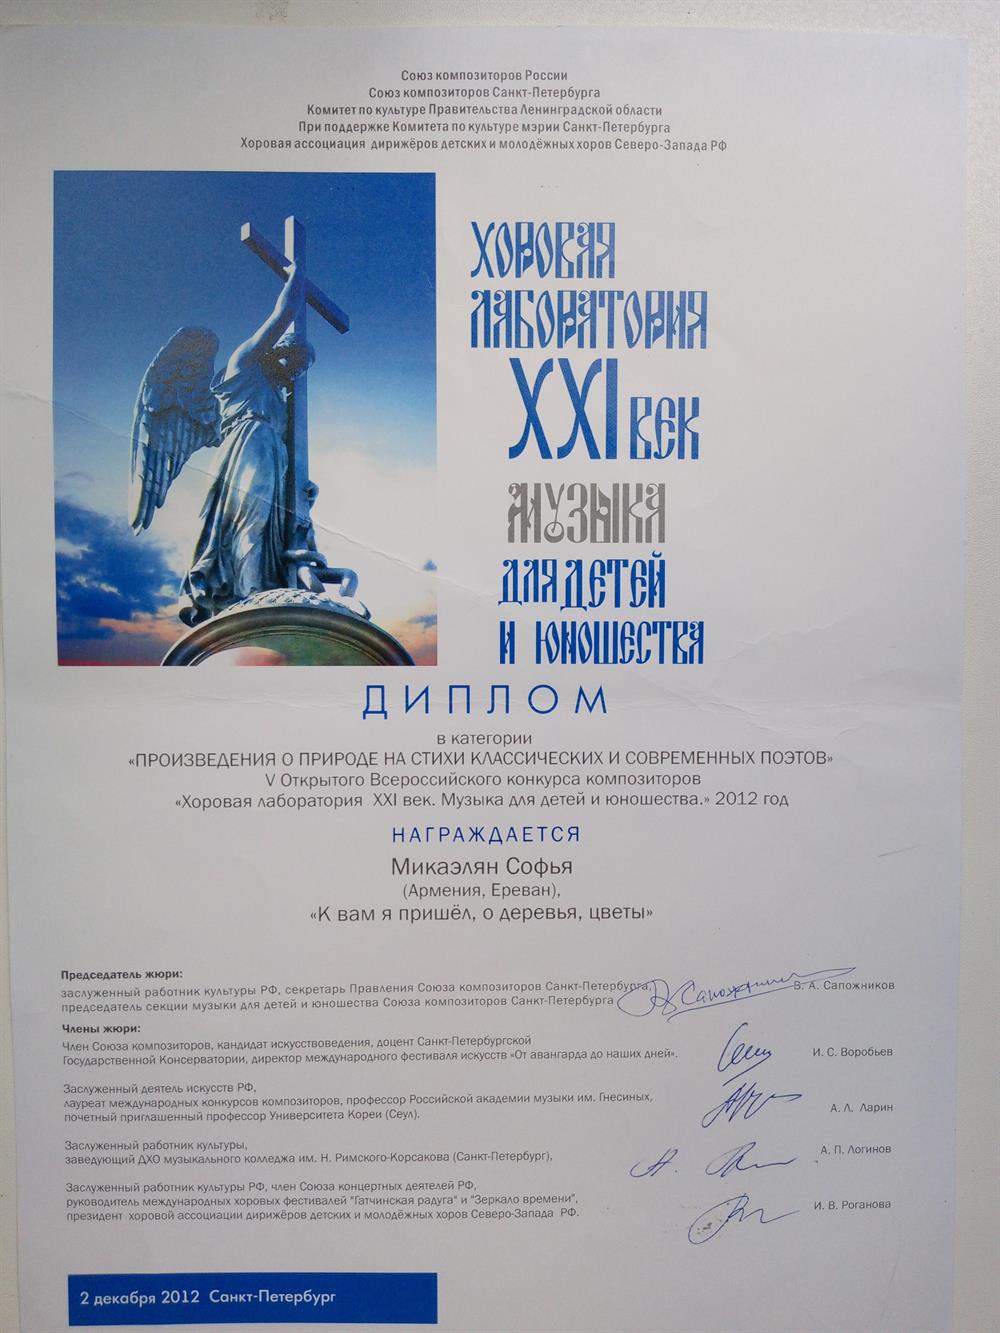 Союз композиторов России
Союз композиторов Санкт-Петербурга
Комитет по культуре Правительства Ленинградской области
При поддержке Комитета по культуре мэрии Санкт-Петербурга
Хоровая ассоциация дирижёров детских и молодёжных хоров Северо-Запада РФ
ХОРОВАЯ
ЛАБОРАТОРИЯ
XXI ВЕК
МУЗЫКА
ДЛЯ ДЕТЕЙ
И ЮНОШЕСТВА
ДИПЛОМ
в категории
«ПРОИЗВЕДЕНИЯ О ПРИРОДЕ НА СТИХИ КЛАССИЧЕСКИХ И СОВРЕМЕННЫХ ПОЭТОВ»
V Открытого Всероссийского конкурса композиторов
«Хоровая лаборатория XXI век. Музыка для детей и юношества.» 2012 год
НАГРАЖДАЕТСЯ
Микаэлян Софья
(Армения, Ереван),
«К вам я пришёл, о деревья, цветы»
Председатель жюри:
заслуженный работник культуры РФ, секретарь Правления Союза композиторов Санкт-Петербурга,
председатель секции музыки для детей и юношества Союза композиторов Санкт-Петербурга
В. А. Сапожников
Члены жюри:
Член Союза композиторов, кандидат искусствоведения, доцент Санкт-Петербургской
Государственной Консерватории, директор международного фестиваля искусств «От авангарда до наших дней».
И. С. Воробьев
Заслуженный деятель искусств РФ,
лауреат международных конкурсов композиторов, профессор Российской академии музыки им. Гнесиных,
почетный приглашенный профессор Университета Кореи (Сеул).
А. Л. Ларин
Заслуженный работник культуры,
заведующий ДХО музыкального колледжа им. Н. Римского-Корсакова (Санкт-Петербург),
А. П. Логинов
Заслуженный работник культуры РФ, член Союза концертных деятелей РФ,
руководитель международных хоровых фестивалей "Гатчинская радуга" и "Зеркало времени",
президент хоровой ассоциации дирижёров детских и молодёжных хоров Северо-Запада РФ.
И. В. Роганова
2 декабря 2012 Санкт-Петербург